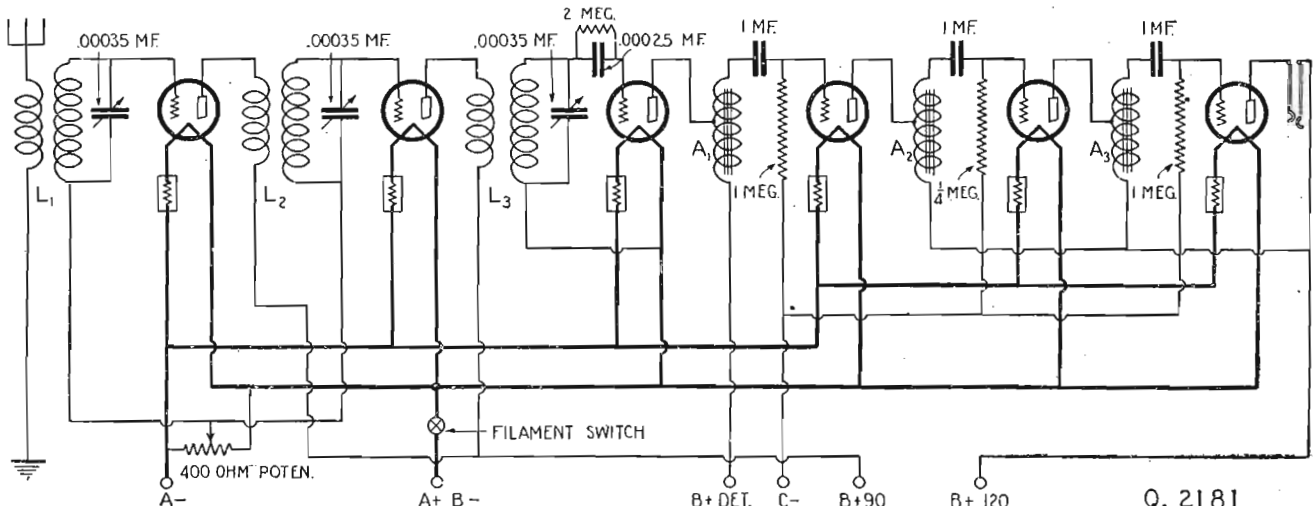 2 MEG.
.00035 MF.
.00035 MF.
.00035 MF.
.00025 MF.
1 MF.
1 MF.
1 MF.
L1
L2
L3
A1
1 MEG.
A2
1/4 MEG.
A3
1 MEG.
FILAMENT SWITCH
400 OHM POTEN.
A-
A+ B-
B+ DET.
C-
B+90
B+ 120
Q. 2181